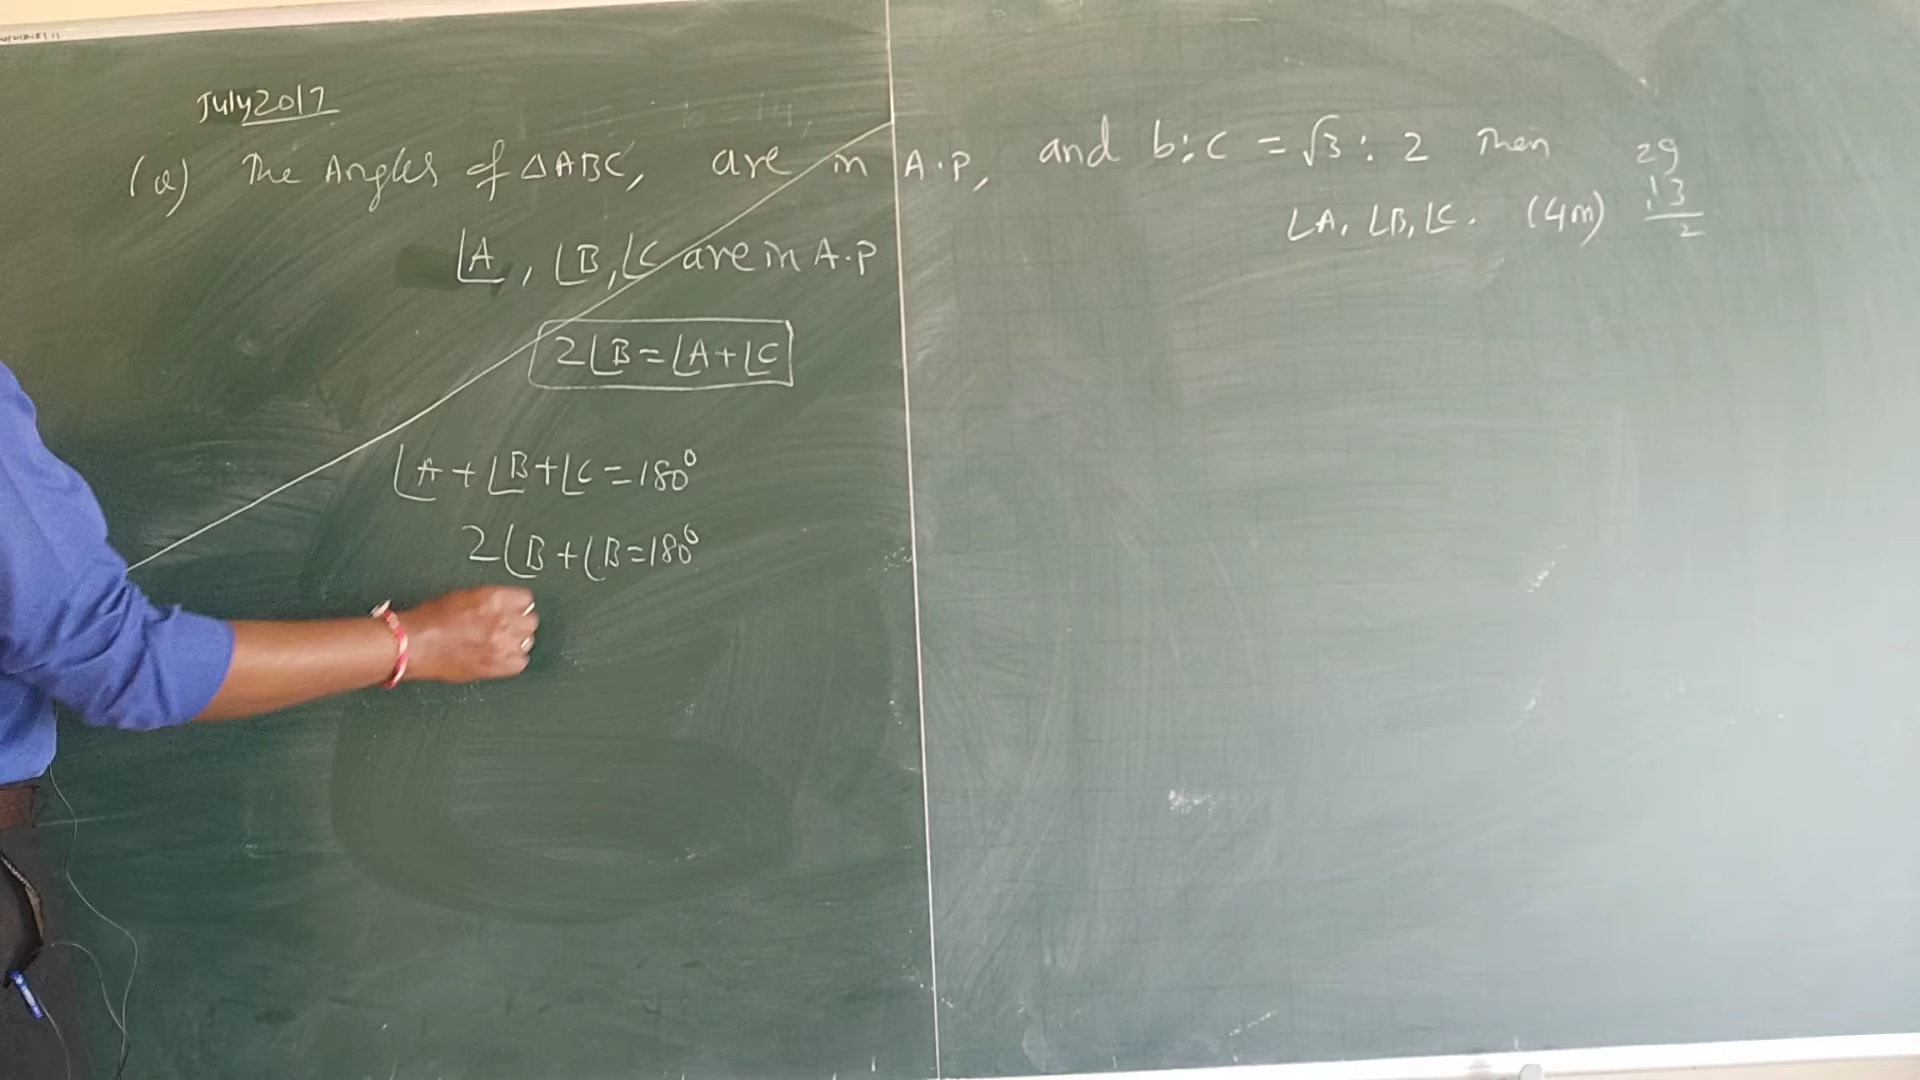 July 2017
(a) The Angles of ΔABC, are in A.P, and b:c = √3 : 2 Then
∠A, ∠B, ∠C. (4m)
29
13
2
∠A, ∠B, ∠C are in A.P
2∠B = ∠A + ∠C
∠A + ∠B + ∠C = 180°
2∠B + ∠B = 180°